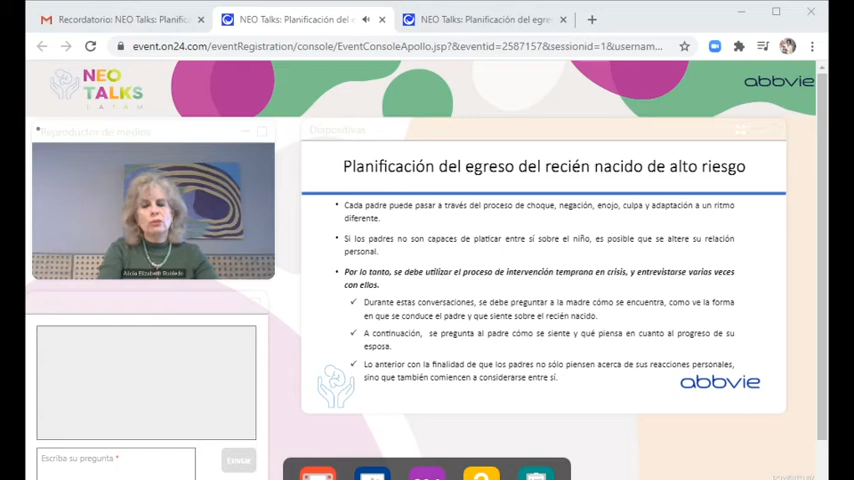 Recordatorio: NEO Talks: Planifica
NEO Talks: Planificación del e
NEO Talks: Planificación del egre
event.on24.com/eventRegistration/console/EventConsoleApollo.jsp?&eventid=2587157&sessionid=1&usernam...
NEO
TALKS
LATAM
abbvie
Reproductor de medios
Alicia Elizabeth Robledo
Escriba su pregunta *
Enviar
Diapositivas
Planificación del egreso del recién nacido de alto riesgo
• Cada padre puede pasar a través del proceso de choque, negación, enojo, culpa y adaptación a un ritmo
diferente.
• Si los padres no son capaces de platicar entre sí sobre el niño, es posible que se altere su relación
personal.
• Por lo tanto, se debe utilizar el proceso de intervención temprana en crisis, y entrevistarse varias veces
con ellos.
✓ Durante estas conversaciones, se debe preguntar a la madre cómo se encuentra, como ve la forma
en que se conduce el padre y que siente sobre el recién nacido.
✓ A continuación, se pregunta al padre cómo se siente y qué piensa en cuanto al progreso de su
esposa.
✓ Lo anterior con la finalidad de que los padres no sólo piensen acerca de sus reacciones personales,
sino que también comiencen a considerarse entre sí.
abbvie